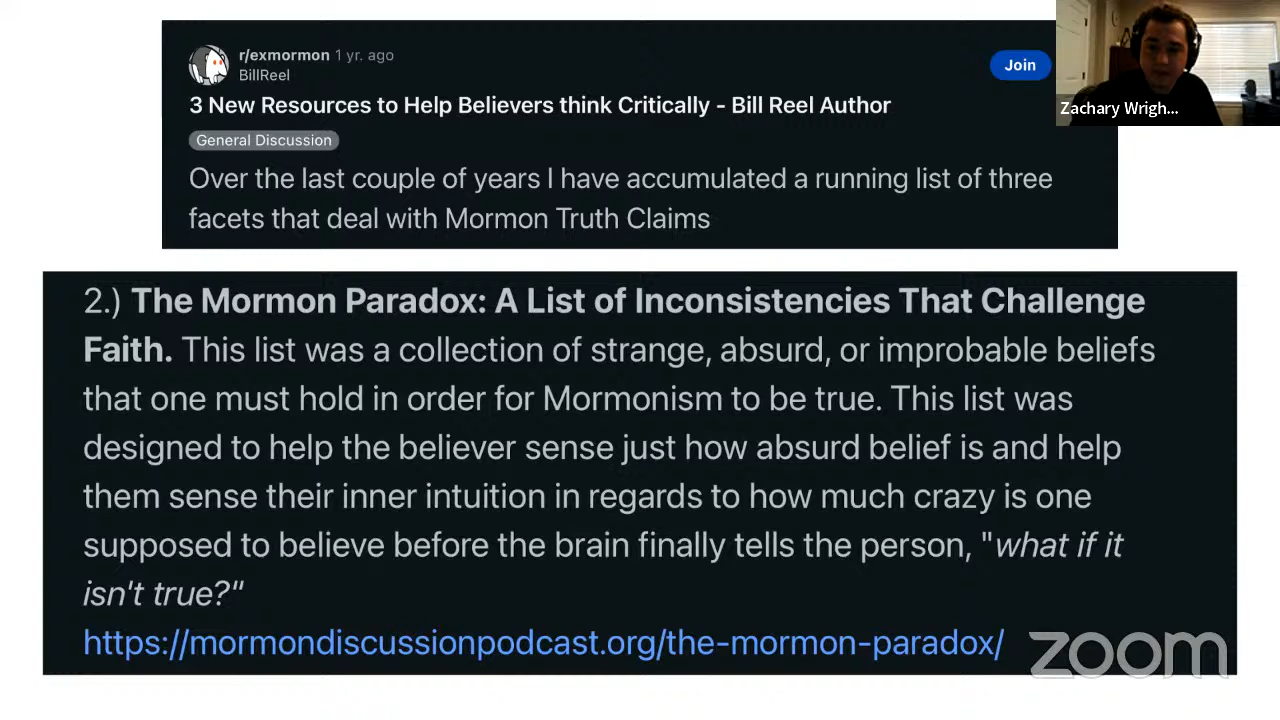 r/exmormon 1 yr. ago
BillReel
Join
Zachary Wrigh...
3 New Resources to Help Believers think Critically - Bill Reel Author
General Discussion
Over the last couple of years I have accumulated a running list of three
facets that deal with Mormon Truth Claims
2.) The Mormon Paradox: A List of Inconsistencies That Challenge
Faith. This list was a collection of strange, absurd, or improbable beliefs
that one must hold in order for Mormonism to be true. This list was
designed to help the believer sense just how absurd belief is and help
them sense their inner intuition in regards to how much crazy is one
supposed to believe before the brain finally tells the person, "what if it
isn't true?"
https://mormondiscussionpodcast.org/the-mormon-paradox/
zoom